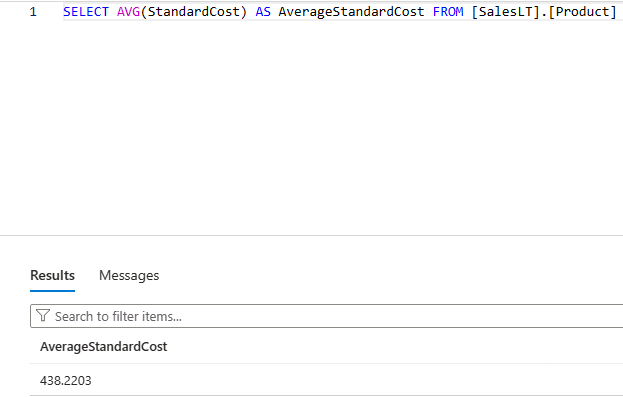 1 SELECT AVG(StandardCost) AS AverageStandardCost FROM [SalesLT].[Product]
Results Messages
Search to filter items...
AverageStandardCost
438.2203